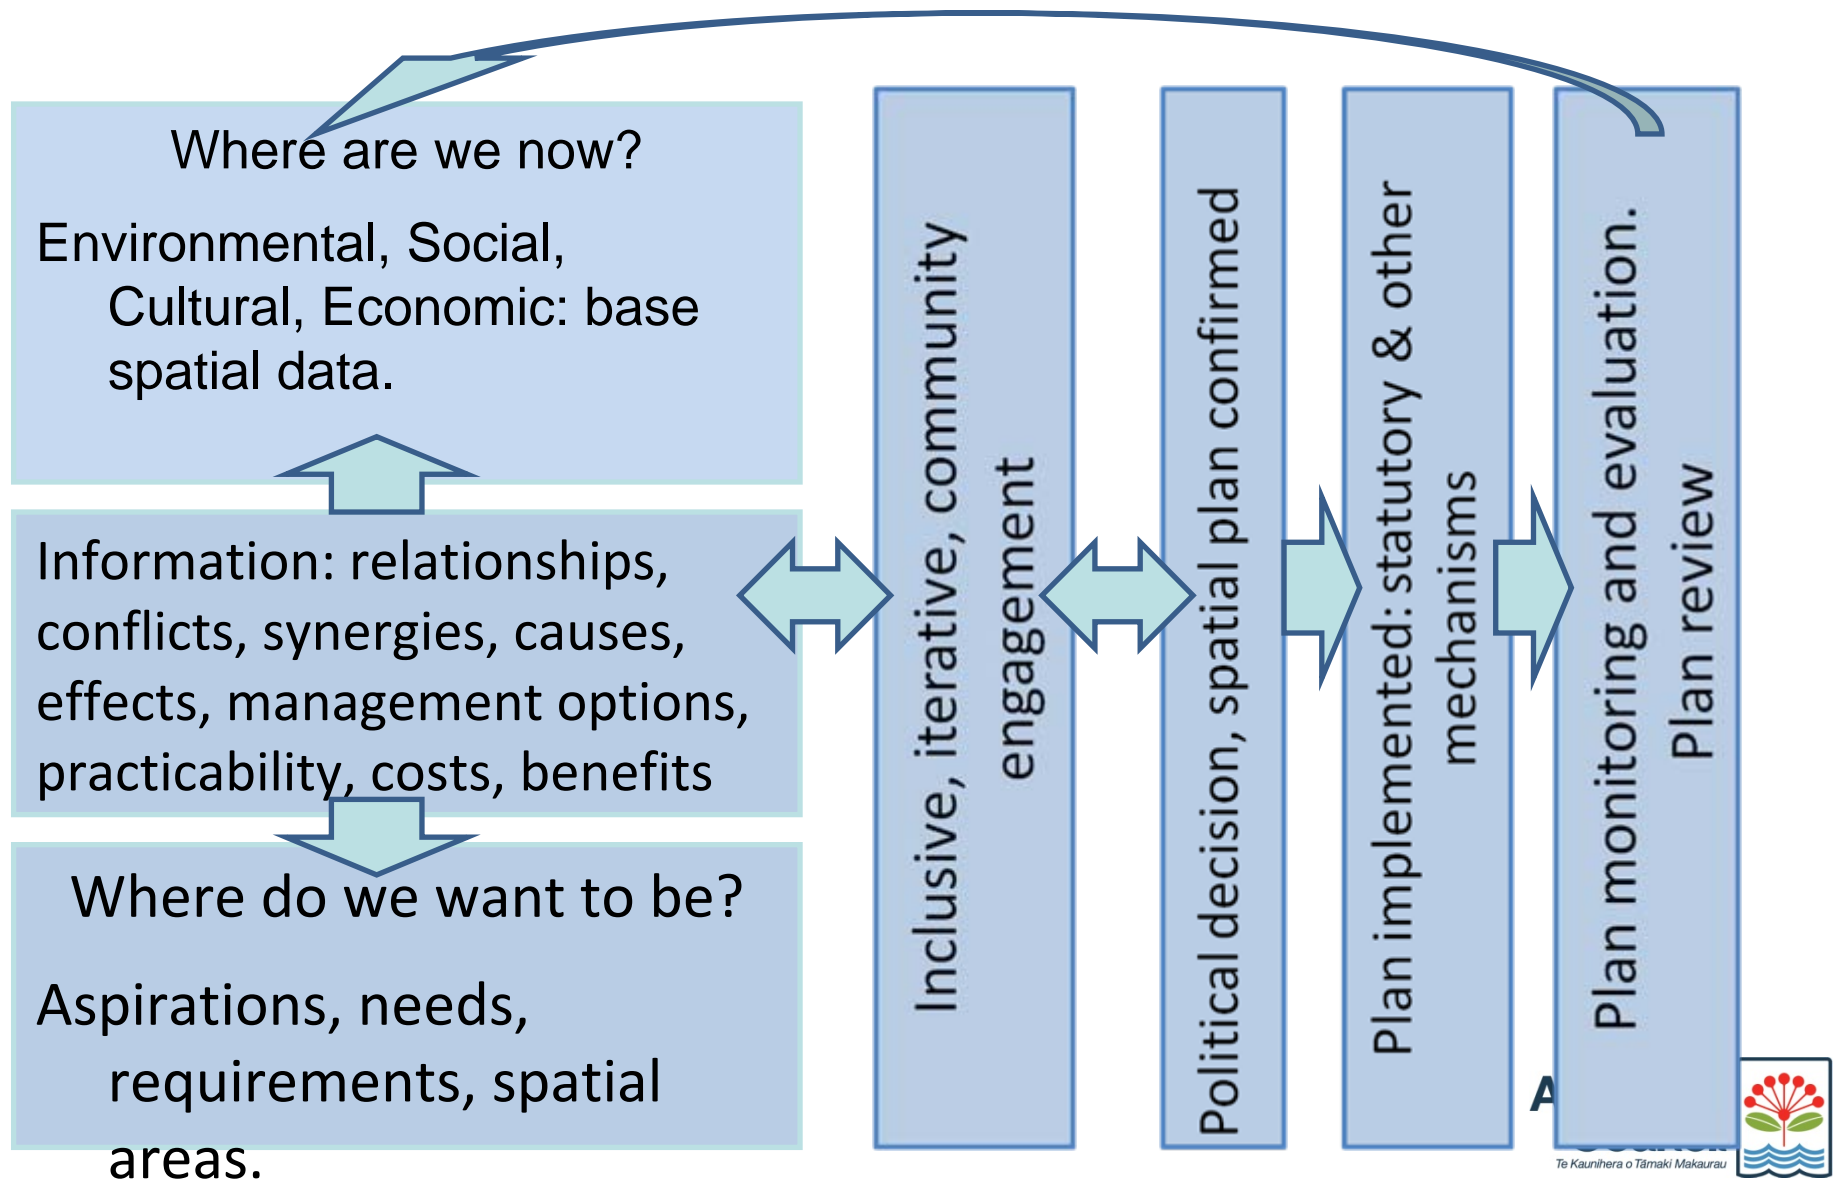 Where are we now?
Environmental, Social,
Cultural, Economic: base
spatial data.
Information: relationships,
conflicts, synergies, causes,
effects, management options,
practicability, costs, benefits
Where do we want to be?
Aspirations, needs,
requirements, spatial
areas.
Inclusive, iterative, community
engagement
Political decision, spatial plan confirmed
Plan implemented: statutory & other
mechanisms
Plan monitoring and evaluation.
Plan review
Te Kaunihera o Tāmaki Makaurau